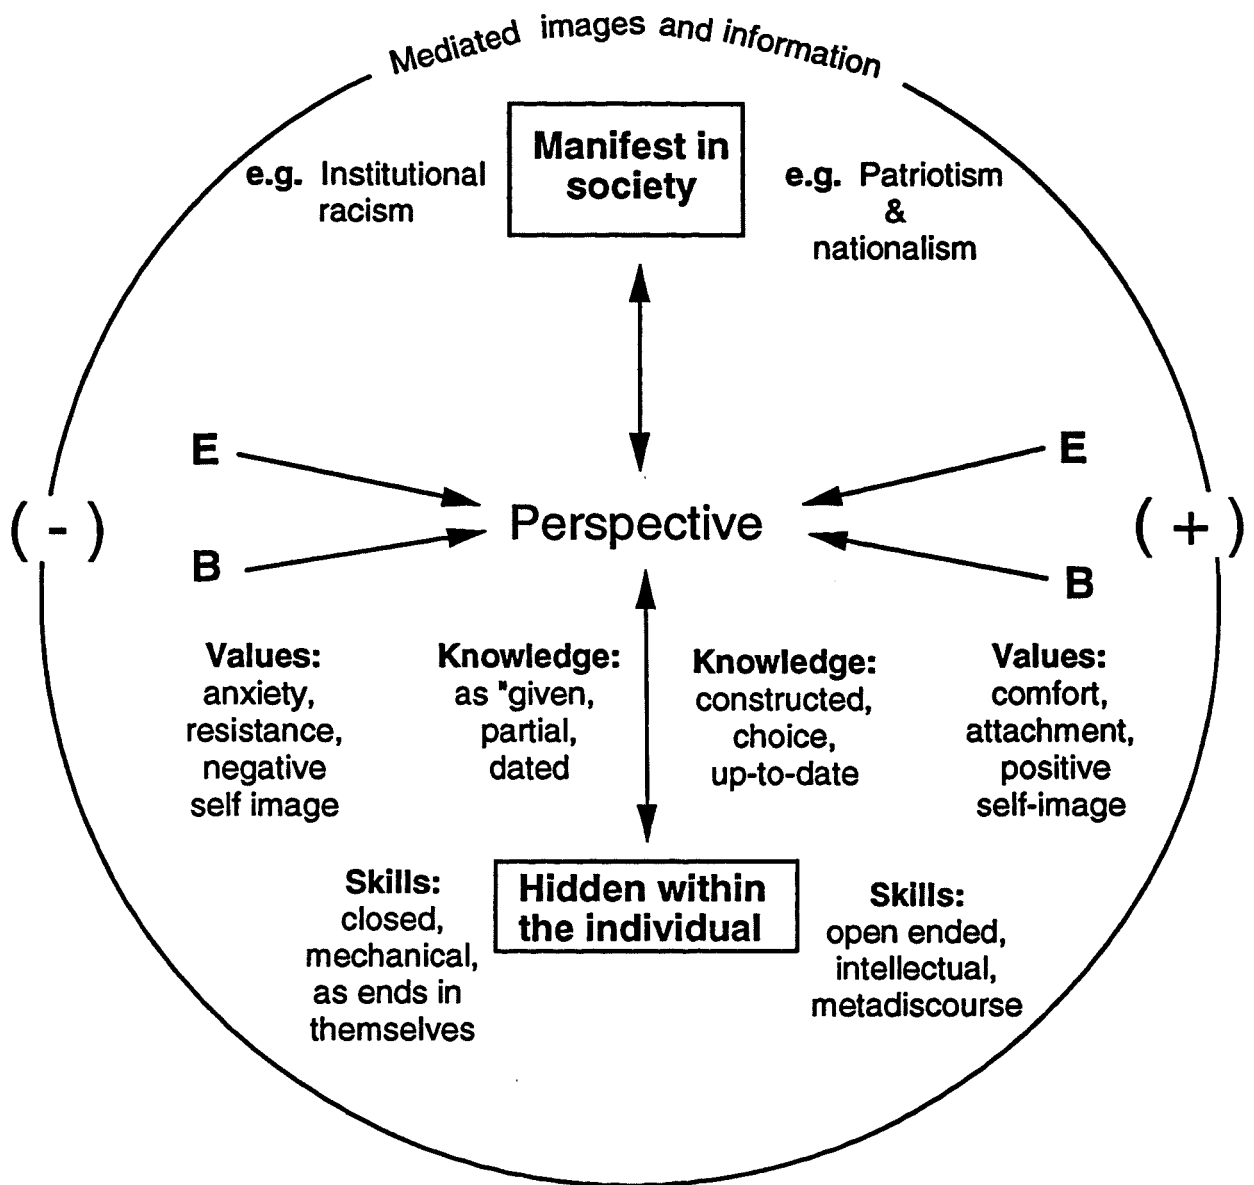 Mediated images and information
Manifest in
society
e.g. Institutional
racism
e.g. Patriotism
&
nationalism
E
E
( - )
Perspective
( + )
B
B
Values:
anxiety,
resistance,
negative
self image
Knowledge:
as "given,
partial,
dated
Knowledge:
constructed,
choice,
up-to-date
Values:
comfort,
attachment,
positive
self-image
Skills:
closed,
mechanical,
as ends in
themselves
Hidden within
the individual
Skills:
open ended,
intellectual,
metadiscourse